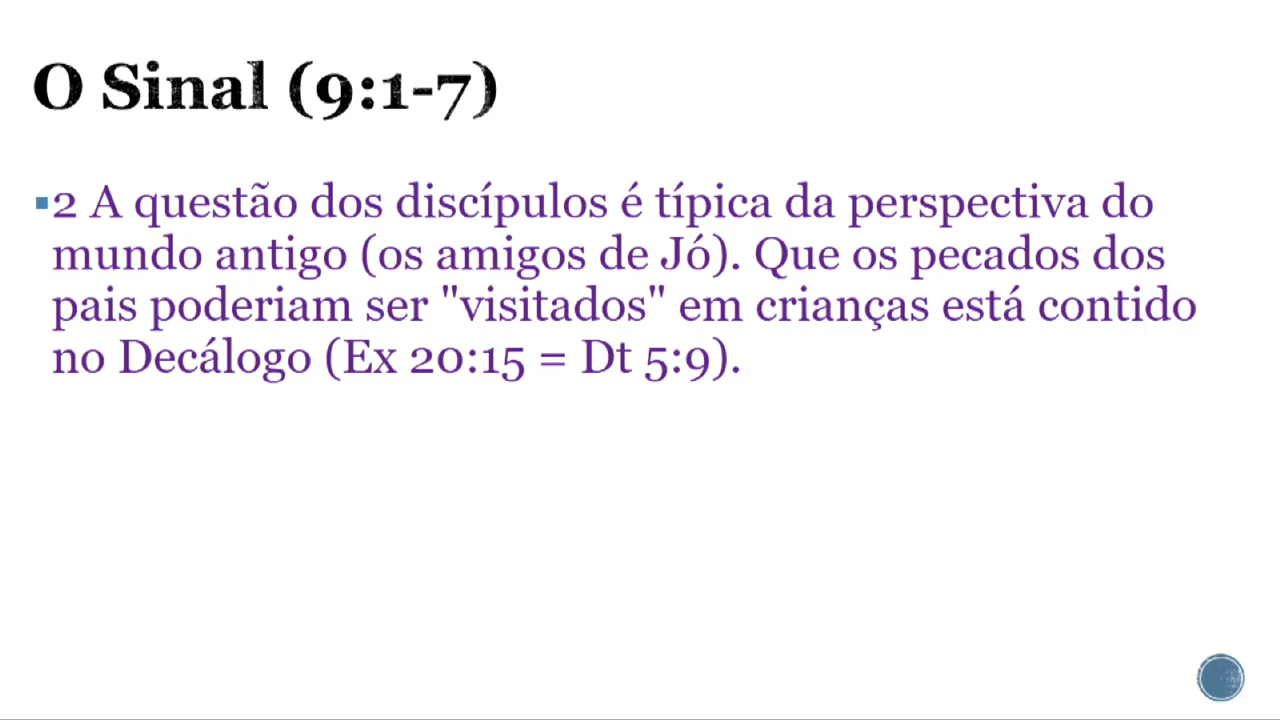 O Sinal (9:1-7)
▪2 A questão dos discípulos é típica da perspectiva do
mundo antigo (os amigos de Jó). Que os pecados dos
pais poderiam ser "visitados" em crianças está contido
no Decálogo (Ex 20:15 = Dt 5:9).